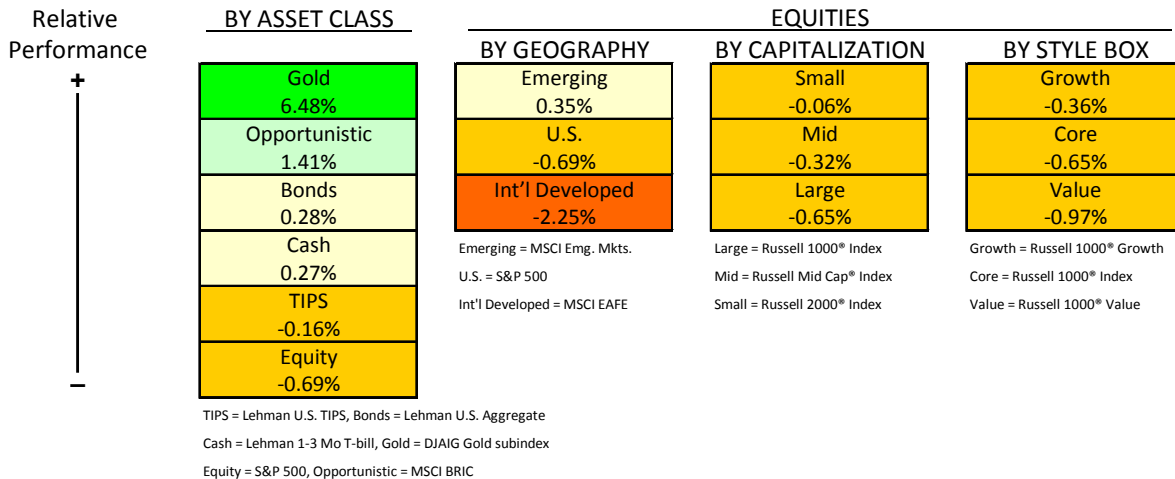 Relative
Performance
+
–
BY ASSET CLASS
Gold
6.48%
Opportunistic
1.41%
Bonds
0.28%
Cash
0.27%
TIPS
-0.16%
Equity
-0.69%
TIPS = Lehman U.S. TIPS, Bonds = Lehman U.S. Aggregate
Cash = Lehman 1-3 Mo T-bill, Gold = DJAIG Gold subindex
Equity = S&P 500, Opportunistic = MSCI BRIC
EQUITIES
BY GEOGRAPHY
Emerging
0.35%
U.S.
-0.69%
Int’l Developed
-2.25%
Emerging = MSCI Emg. Mkts.
U.S. = S&P 500
Int'l Developed = MSCI EAFE
BY CAPITALIZATION
Small
-0.06%
Mid
-0.32%
Large
-0.65%
Large = Russell 1000® Index
Mid = Russell Mid Cap® Index
Small = Russell 2000® Index
BY STYLE BOX
Growth
-0.36%
Core
-0.65%
Value
-0.97%
Growth = Russell 1000® Growth
Core = Russell 1000® Index
Value = Russell 1000® Value